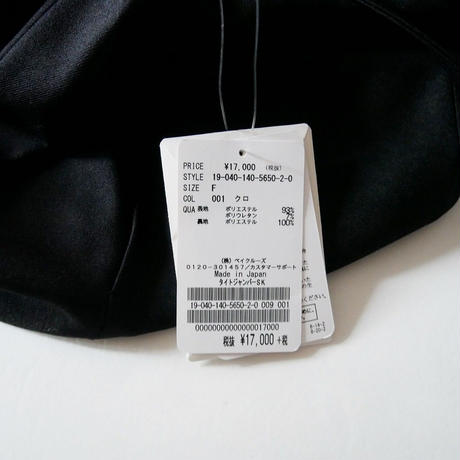 PRICE ¥17,000 (税抜)
STYLE 19-040-140-5650-2-0
SIZE F
COL 001 クロ
QUA 表地 ポリエステル 93%
ポリウレタン 7%
裏地 ポリエステル 100%
(株) ベイクルーズ
0120-301457/カスタマーサポート
Made in Japan
タイトジャンパーSK
19-040-140-5650-2-0 009 001
00000000000000017000
税抜 ¥17,000 +税